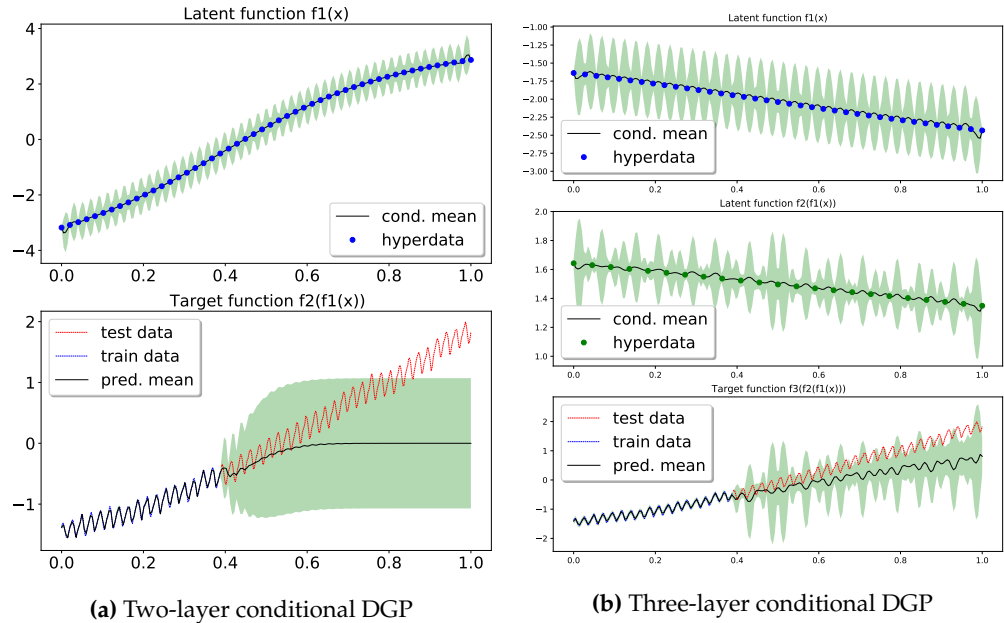 Latent function f1(x)
4
2
0
−2
−4
cond. mean
hyperdata
0.0 0.2 0.4 0.6 0.8 1.0
Target function f2(f1(x))
2
1
0
−1
test data
train data
pred. mean
0.0 0.2 0.4 0.6 0.8 1.0
(a) Two-layer conditional DGP
Latent function f1(x)
−1.00
−1.25
−1.50
−1.75
−2.00
−2.25
−2.50
−2.75
−3.00
cond. mean
hyperdata
0.0 0.2 0.4 0.6 0.8 1.0
Latent function f2(f1(x))
2.0
1.8
1.6
1.4
1.2
1.0
cond. mean
hyperdata
0.0 0.2 0.4 0.6 0.8 1.0
Target function f3(f2(f1(x)))
2
1
0
−1
−2
test data
train data
pred. mean
0.0 0.2 0.4 0.6 0.8 1.0
(b) Three-layer conditional DGP